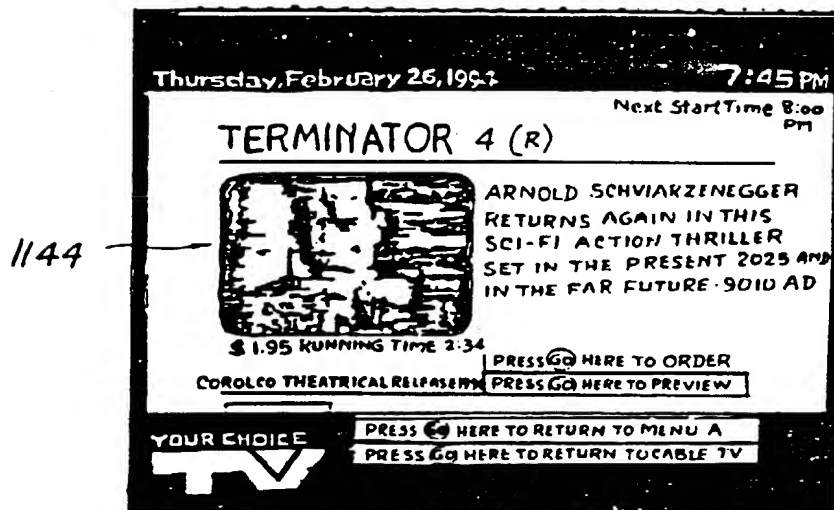 Thursday, February 26, 199
7:45 PM
Next Start Time 8:00
PM
TERMINATOR 4 (R)
1144
ARNOLD SCHVIARZENEGGER
RETURNS AGAIN IN THIS
SCI-FI ACTION THRILLER
SET IN THE PRESENT 2025 AND
IN THE FAR FUTURE - 9010 AD
$ 1.95 RUNNING TIME 2:34
PRESS GO HERE TO ORDER
COROLCO THEATRICAL RELEASE
PRESS GO HERE TO PREVIEW
YOUR CHOICE
TV
PRESS GO HERE TO RETURN TO MENU A
PRESS GO HERE TO RETURN TO CABLE TV